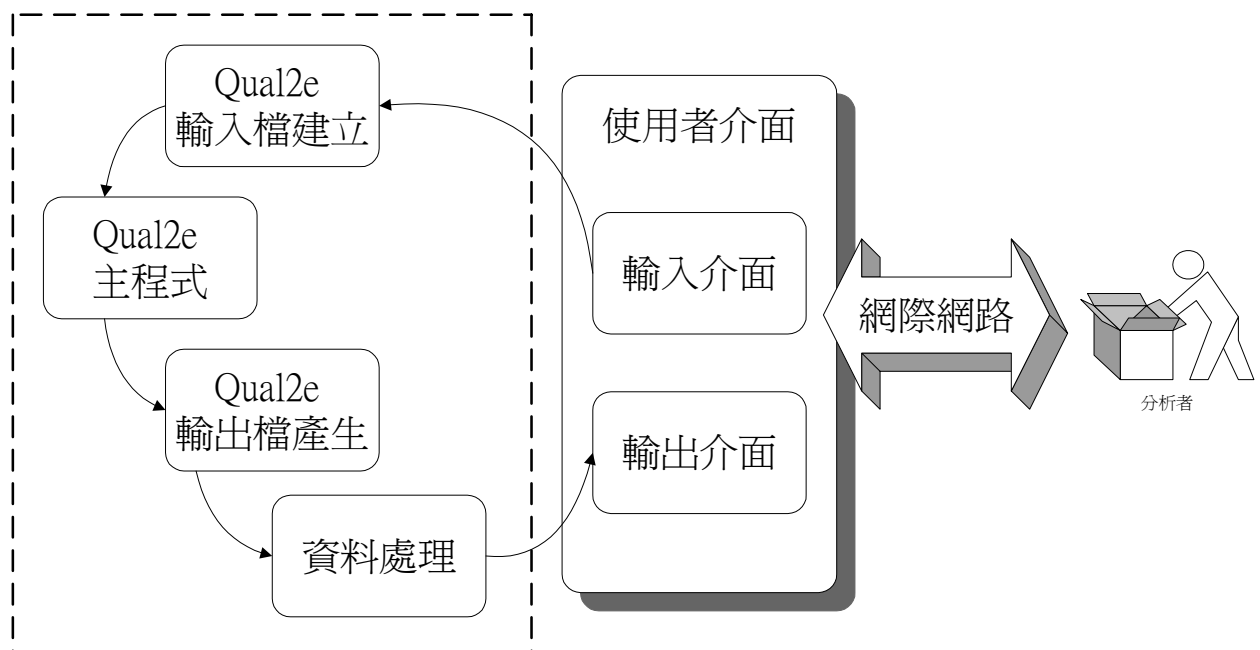 Qual2e
輸入檔建立
Qual2e
主程式
Qual2e
輸出檔產生
資料處理
使用者介面
輸入介面
輸出介面
網際網路
分析者